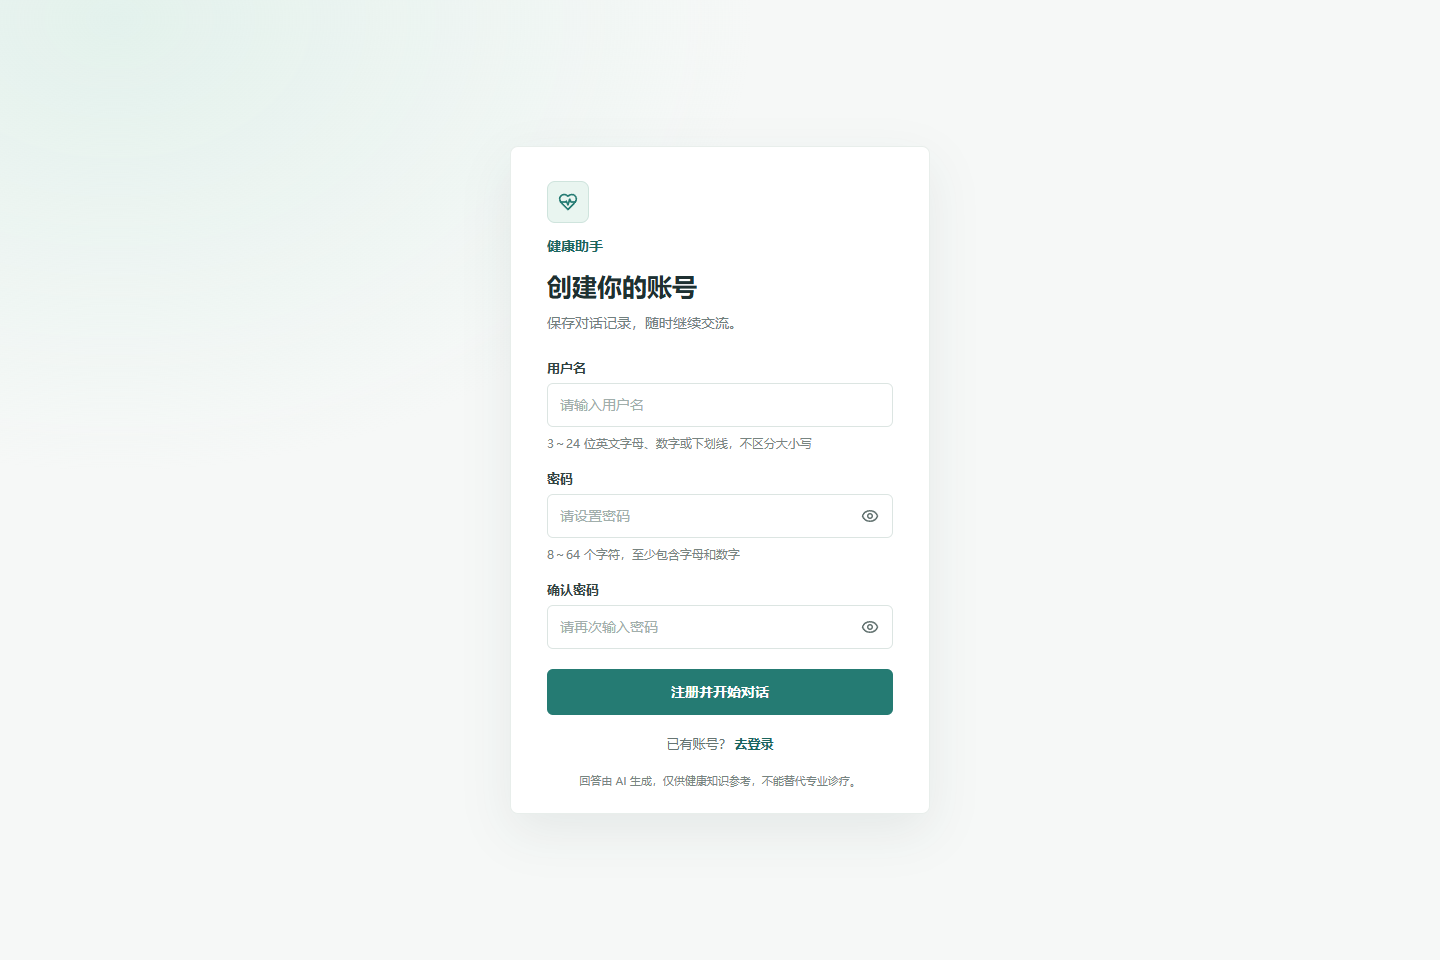 健康助手
创建你的账号
保存对话记录，随时继续交流。
用户名
请输入用户名
3～24 位英文字母、数字或下划线，不区分大小写
密码
请设置密码
8～64 个字符，至少包含字母和数字
确认密码
请再次输入密码
注册并开始对话
已有账号？ 去登录
回答由 AI 生成，仅供健康知识参考，不能替代专业诊疗。